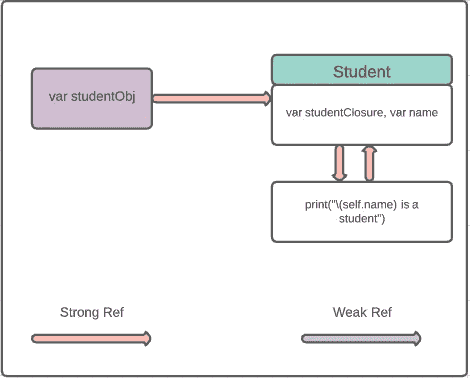 var studentObj
Student
var studentClosure, var name
print("\(self.name) is a
student")
Strong Ref
Weak Ref